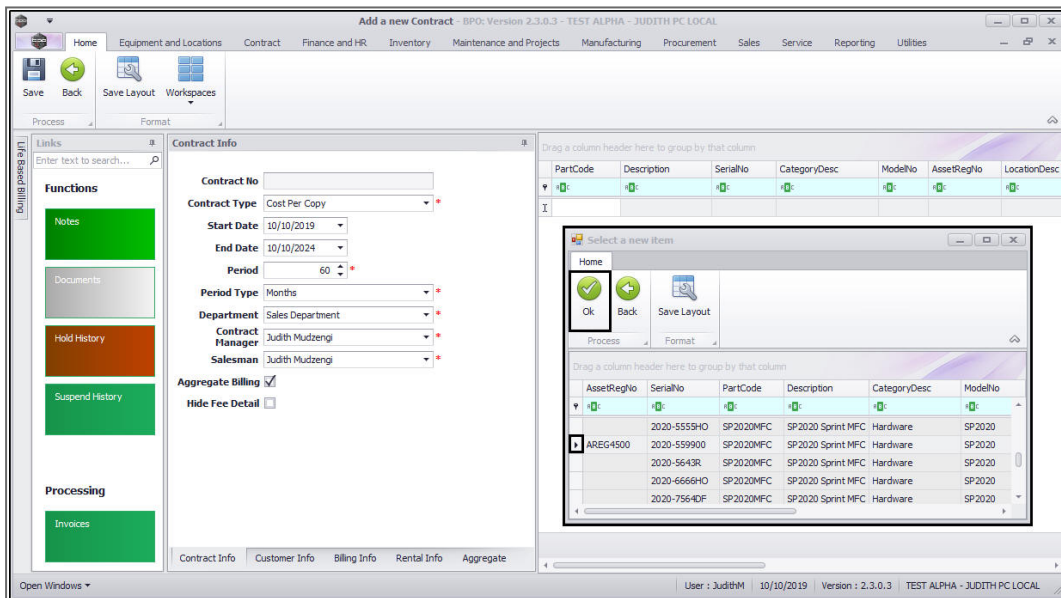 Add a new Contract - BPO: Version 2.3.0.3 - TEST ALPHA - JUDITH PC LOCAL
Home Equipment and Locations Contract Finance and HR Inventory Maintenance and Projects Manufacturing Procurement Sales Service Reporting Utilities
Save Back Save Layout Workspaces
Process Format
Life Based Billing
Links
Enter text to search...
Functions
Notes
Documents
Hold History
Suspend History
Processing
Invoices
Contract Info
Contract No
Contract Type Cost Per Copy *
Start Date 10/10/2019
End Date 10/10/2024
Period 60 *
Period Type Months *
Department Sales Department *
Contract
Manager Judith Mudzengi *
Salesman Judith Mudzengi *
Aggregate Billing
Hide Fee Detail
Contract Info Customer Info Billing Info Rental Info Aggregate
Drag a column header here to group by that column
PartCode Description SerialNo CategoryDesc ModelNo AssetRegNo LocationDesc
Select a new item
Home
Ok Back Save Layout
Process Format
Drag a column header here to group by that column
AssetRegNo SerialNo PartCode Description CategoryDesc ModelNo
2020-5555HO SP2020MFC SP2020 Sprint MFC Hardware SP2020
AREG4500 2020-559900 SP2020MFC SP2020 Sprint MFC Hardware SP2020
2020-5643R SP2020MFC SP2020 Sprint MFC Hardware SP2020
2020-6666HO SP2020MFC SP2020 Sprint MFC Hardware SP2020
2020-7564DF SP2020MFC SP2020 Sprint MFC Hardware SP2020
Open Windows User : JudithM 10/10/2019 Version : 2.3.0.3 TEST ALPHA - JUDITH PC LOCAL